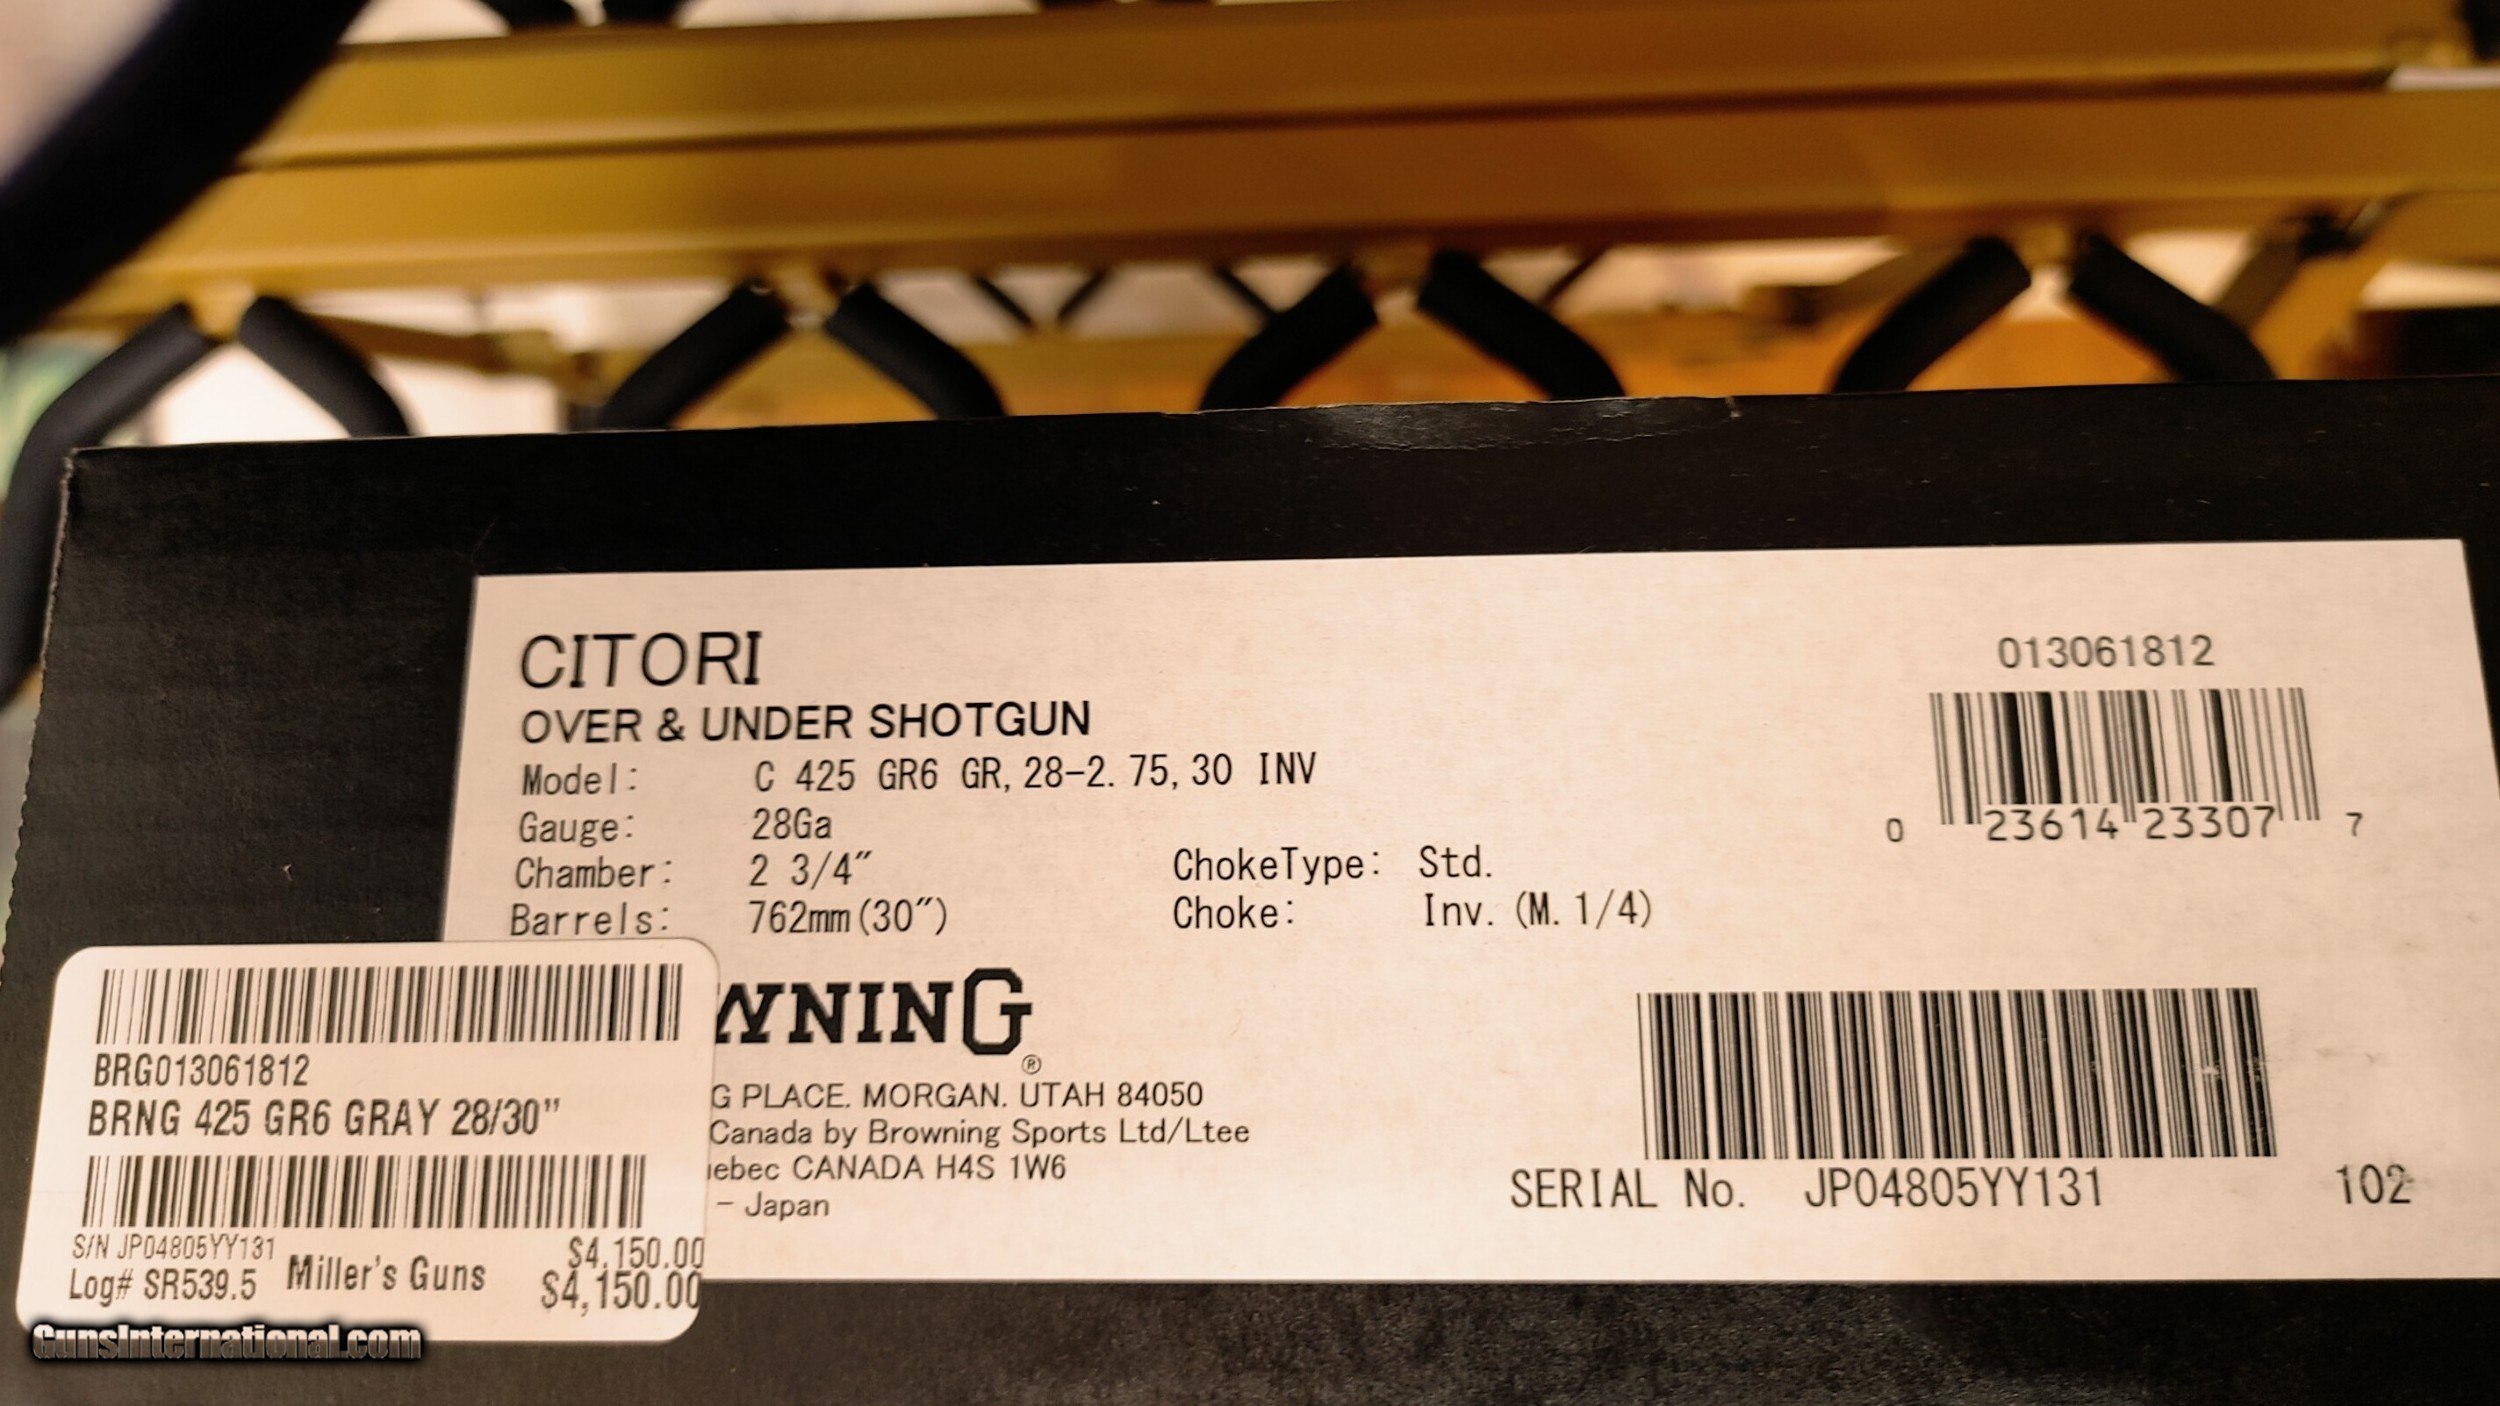 CITORI
OVER & UNDER SHOTGUN
Model: C 425 GR6 GR, 28-2.75, 30 INV
Gauge: 28Ga
Chamber: 2 3/4" ChokeType: Std.
Barrels: 762mm(30") Choke: Inv. (M. 1/4)
013061812
0 23614 23307 7
WNING®
G PLACE. MORGAN. UTAH 84050
Canada by Browning Sports Ltd/Ltee
ebec CANADA H4S 1W6
- Japan
SERIAL No. JP04805YY131 102
BRG013061812
BRNG 425 GR6 GRAY 28/30"
S/N JP04805YY131 $4,150.00
Log# SR539.5 Miller's Guns $4,150.00
GunsInternational.com